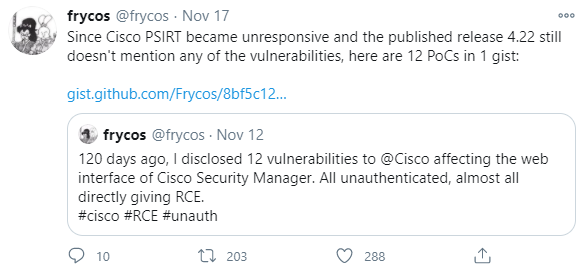 frycos @frycos · Nov 17
Since Cisco PSIRT became unresponsive and the published release 4.22 still
doesn't mention any of the vulnerabilities, here are 12 PoCs in 1 gist:
gist.github.com/Frycos/8bf5c12...
frycos @frycos · Nov 12
120 days ago, I disclosed 12 vulnerabilities to @Cisco affecting the web
interface of Cisco Security Manager. All unauthenticated, almost all
directly giving RCE.
#cisco #RCE #unauth
10 203 288